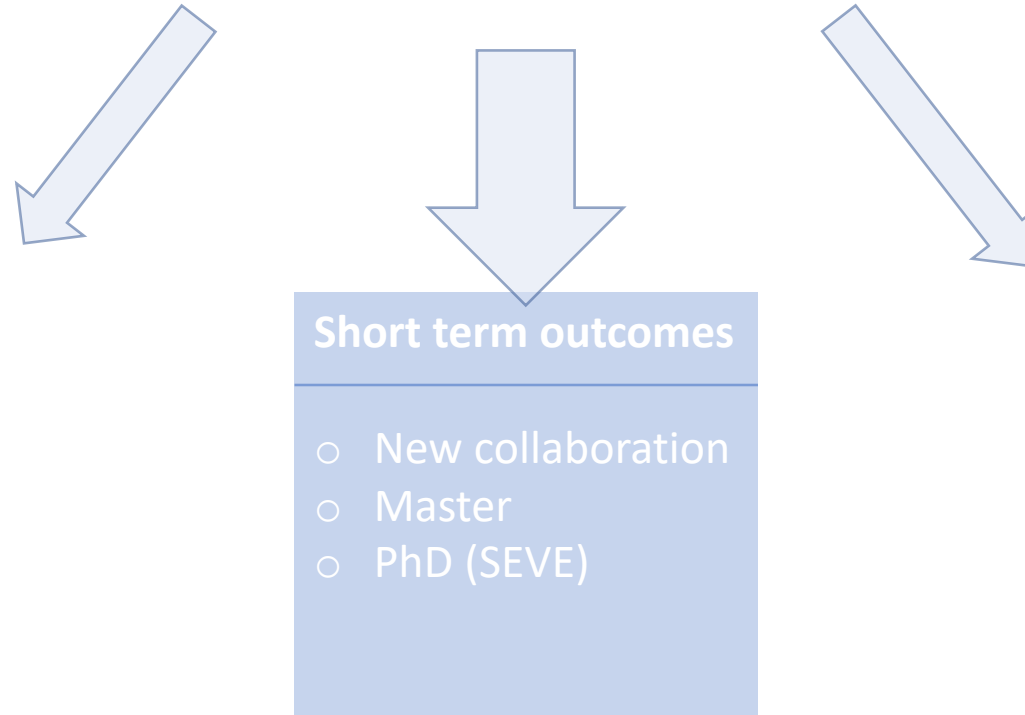 Short term outcomes
○ New collaboration
○ Master
○ PhD (SEVE)